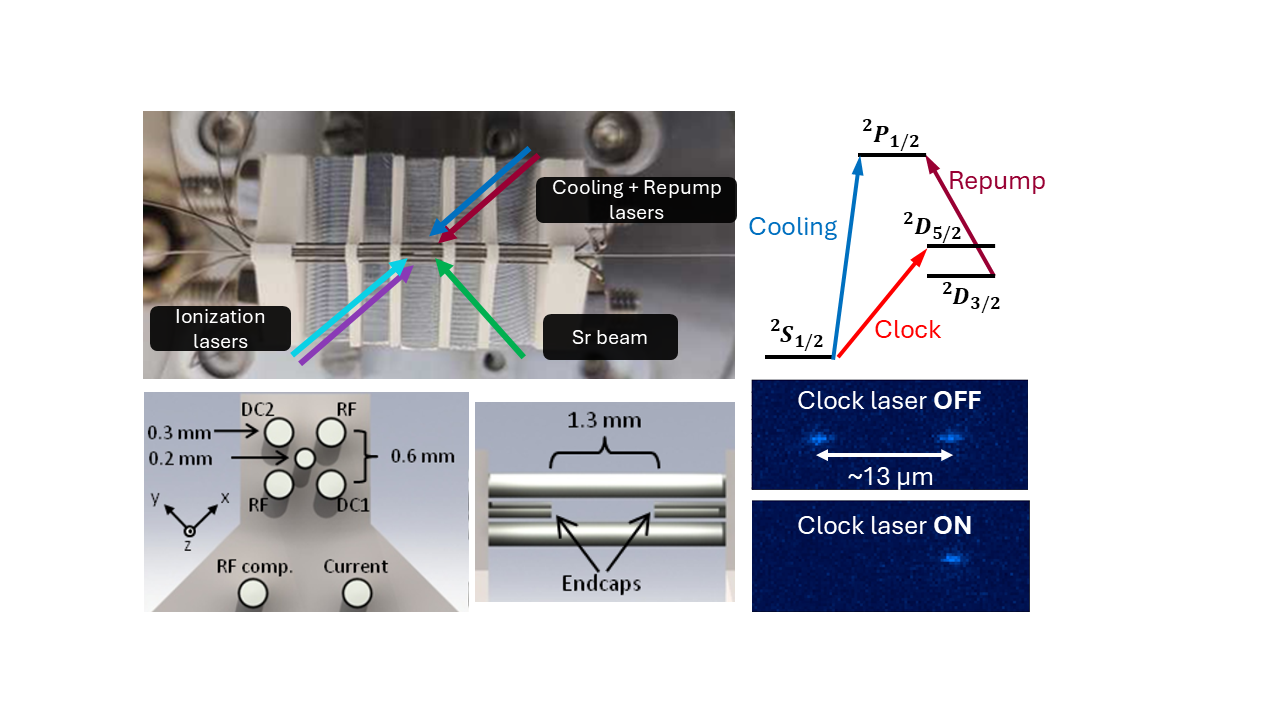 Cooling + Repump
lasers
Ionization
lasers
Sr beam
²P₁/₂
Repump
Cooling
²D₅/₂
²D₃/₂
²S₁/₂
Clock
DC2
RF
0.3 mm
0.2 mm
0.6 mm
RF
DC1
y
x
z
RF comp.
Current
1.3 mm
Endcaps
Clock laser OFF
~13 µm
Clock laser ON